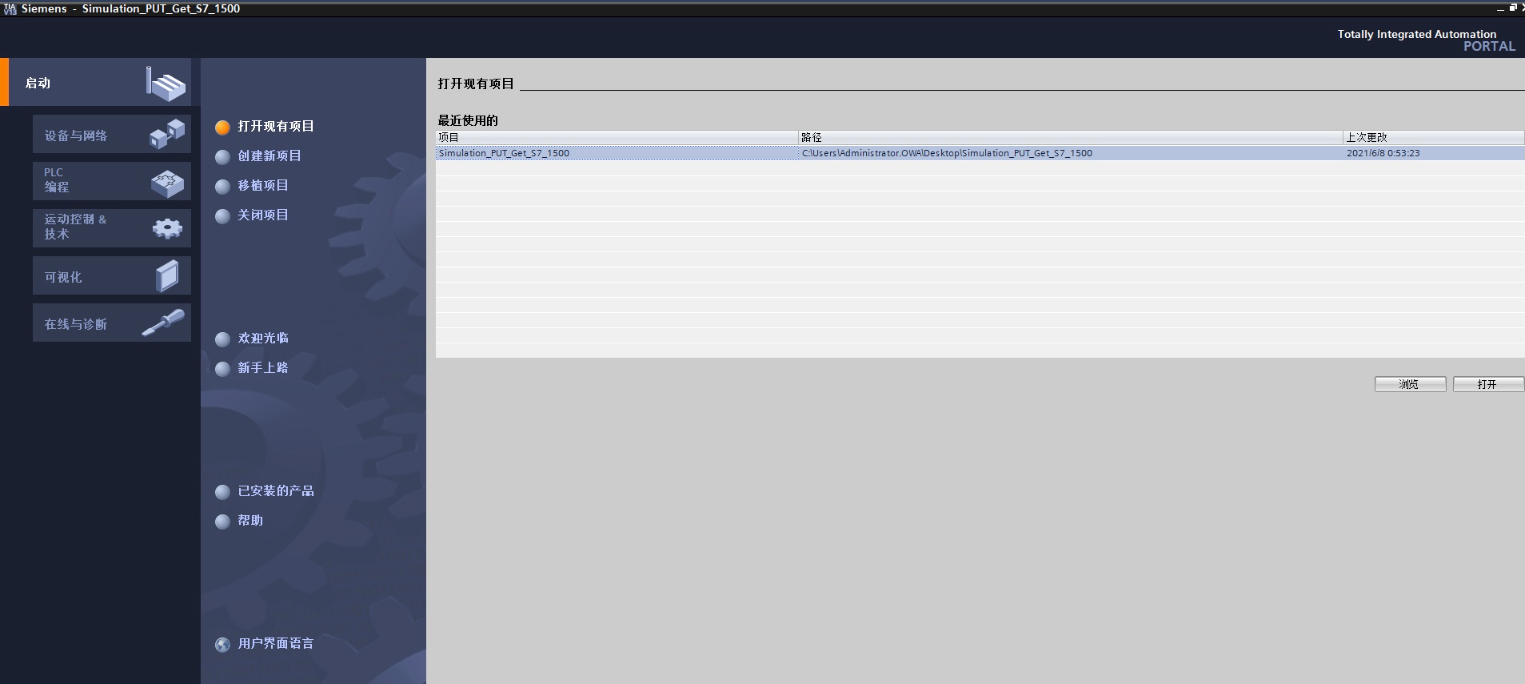 Siemens - Simulation_PUT_Get_S7_1500
Totally Integrated Automation
PORTAL
启动
设备与网络
PLC
编程
运动控制 &
技术
可视化
在线与诊断
打开现有项目
创建新项目
移植项目
关闭项目
欢迎光临
新手上路
已安装的产品
帮助
用户界面语言
打开现有项目
最近使用的
项目 路径 上次更改
Simulation_PUT_Get_S7_1500 C:\Users\Administrator.OWA\Desktop\Simulation_PUT_Get_S7_1500 2021/6/8 0:53:23
浏览 打开